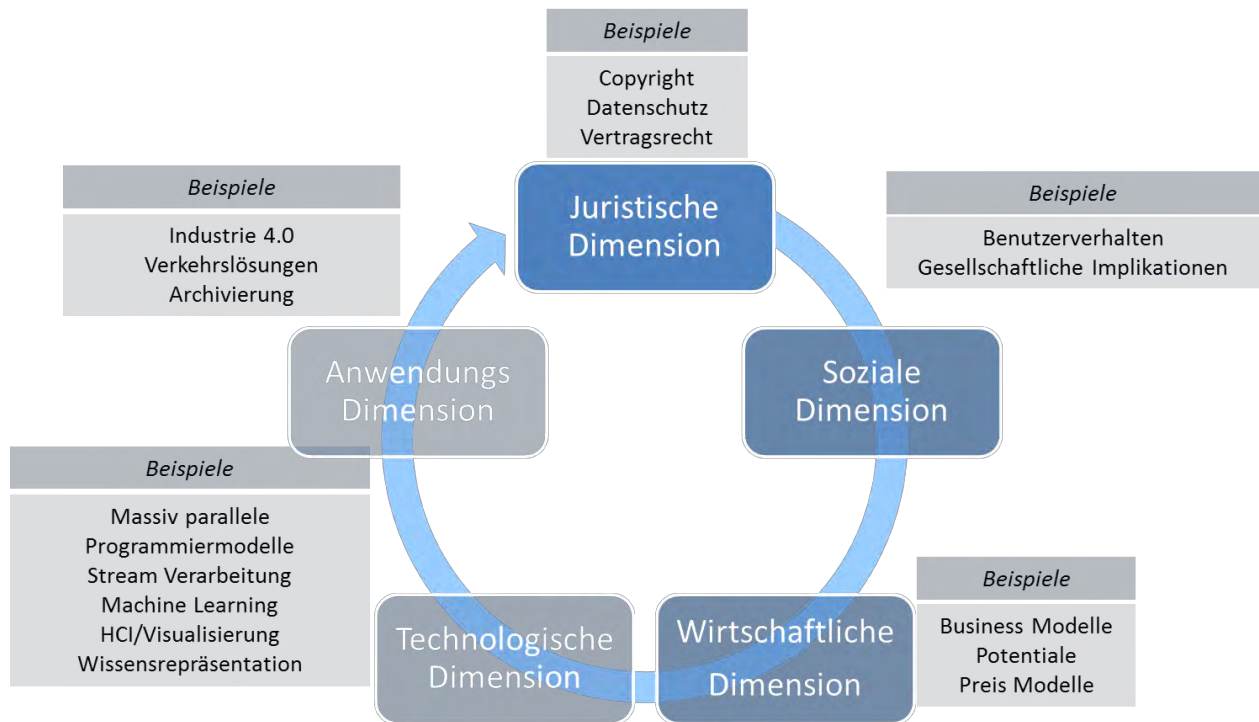 Beispiele
Copyright
Datenschutz
Vertragsrecht
Juristische
Dimension
Beispiele
Benutzerverhalten
Gesellschaftliche Implikationen
Soziale
Dimension
Beispiele
Business Modelle
Potentiale
Preis Modelle
Wirtschaftliche
Dimension
Technologische
Dimension
Beispiele
Massiv parallele
Programmiermodelle
Stream Verarbeitung
Machine Learning
HCI/Visualisierung
Wissensrepräsentation
Anwendungs
Dimension
Beispiele
Industrie 4.0
Verkehrslösungen
Archivierung